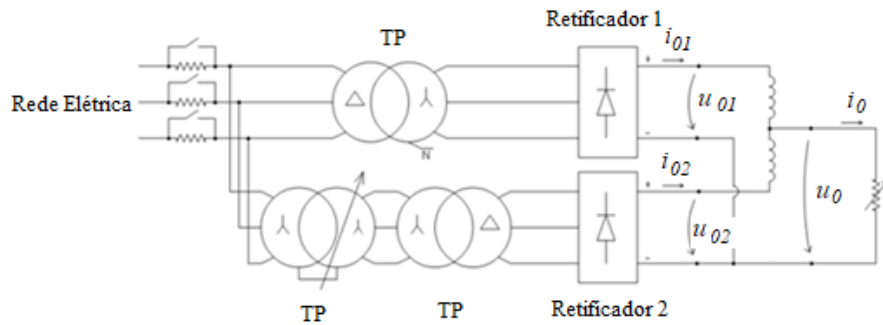 Retificador 1
TP
i01
Rede Elétrica
u01
i0
N
i02
u0
u02
TP
TP
Retificador 2